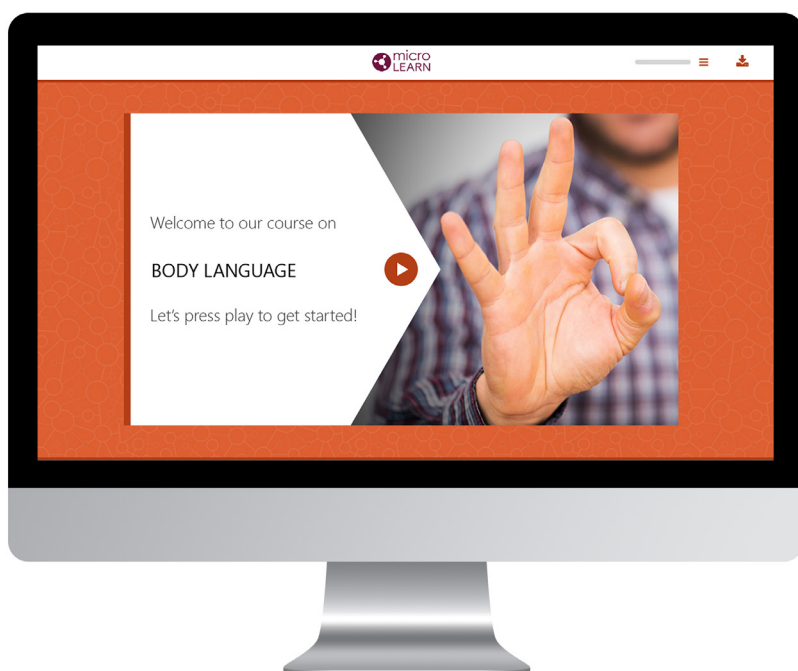 micro
LEARN
Welcome to our course on
BODY LANGUAGE
Let's press play to get started!